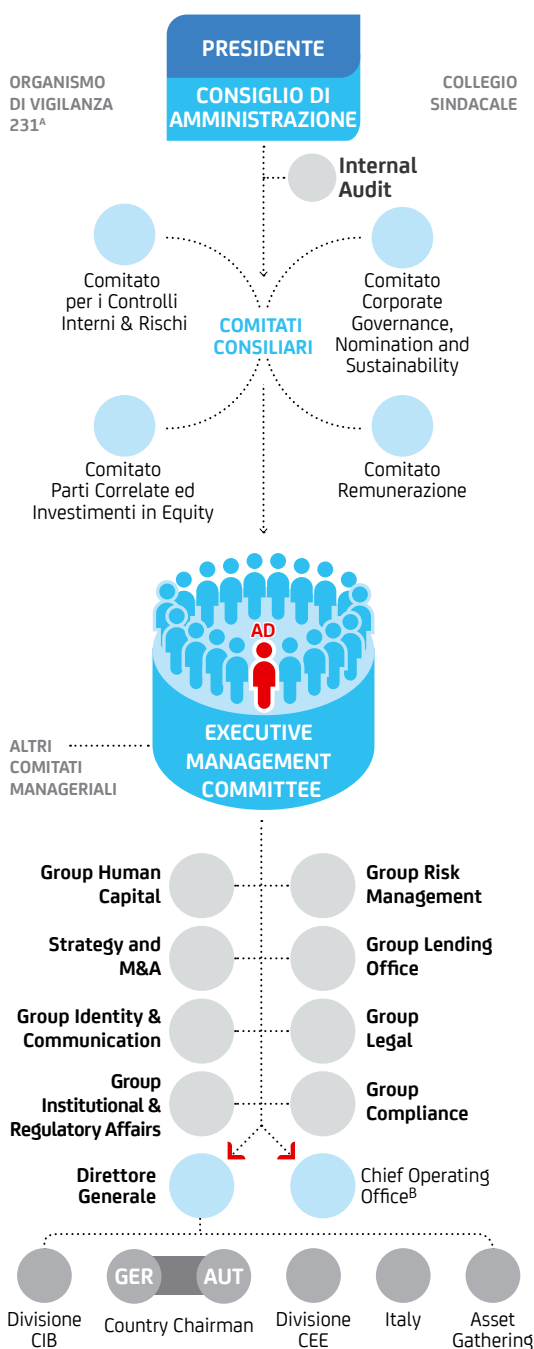 PRESIDENTE
CONSIGLIO DI
AMMINISTRAZIONE
ORGANISMO
DI VIGILANZA
231ᴬ
COLLEGIO
SINDACALE
Internal
Audit
Comitato
per i Controlli
Interni & Rischi
Comitato
Corporate
Governance,
Nomination and
Sustainability
COMITATI
CONSILIARI
Comitato
Parti Correlate ed
Investimenti in Equity
Comitato
Remunerazione
AD
EXECUTIVE
MANAGEMENT
COMMITTEE
ALTRI
COMITATI
MANAGERIALI
Group Human
Capital
Group Risk
Management
Strategy and
M&A
Group Lending
Office
Group Identity &
Communication
Group
Legal
Group
Institutional &
Regulatory Affairs
Group
Compliance
Direttore
Generale
Chief Operating
Officeᴮ
Divisione
CIB
GER
AUT
Country Chairman
Divisione
CEE
Italy
Asset
Gathering